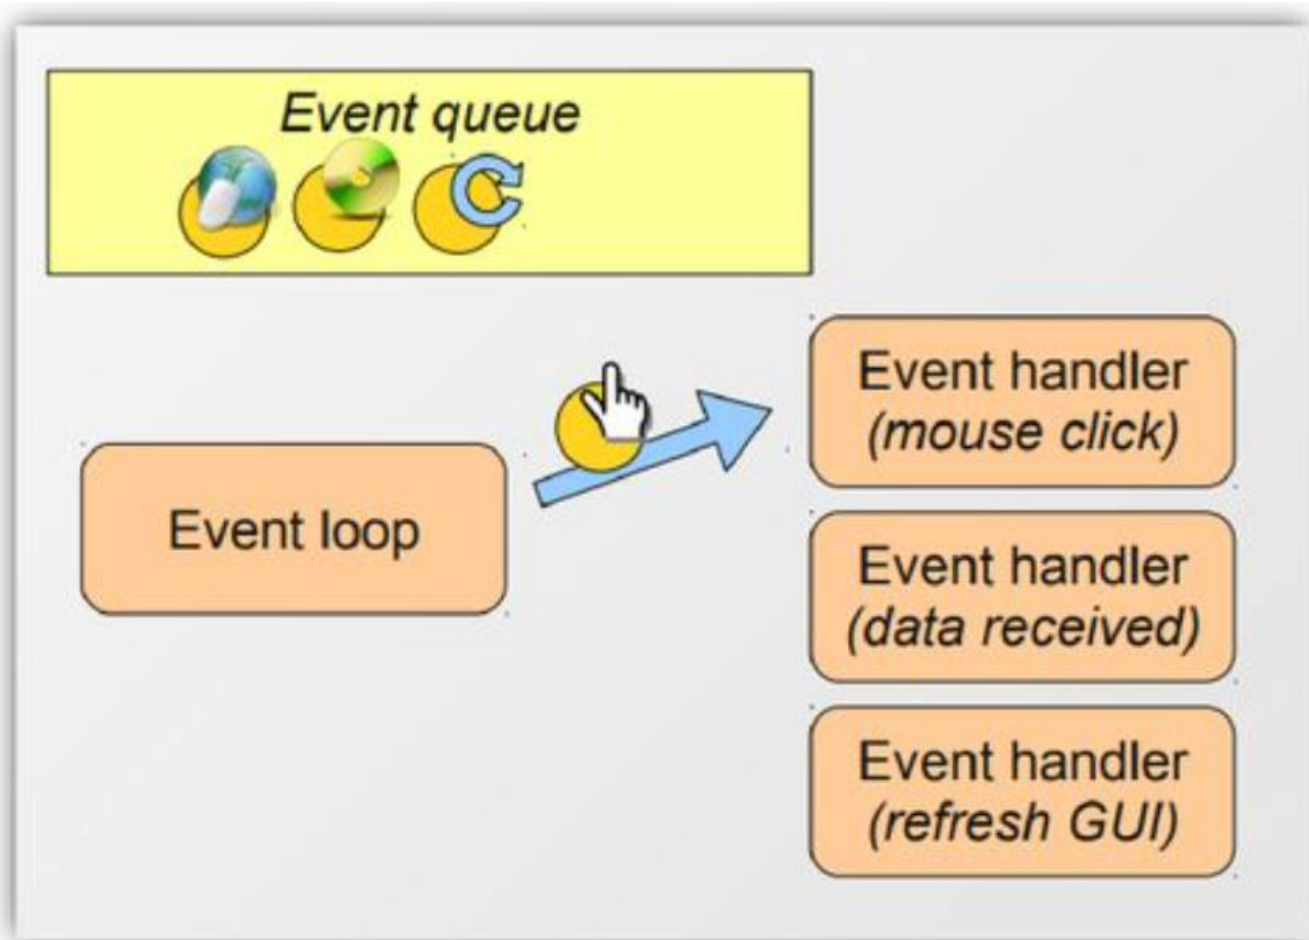 Event queue
Event loop
Event handler
(mouse click)
Event handler
(data received)
Event handler
(refresh GUI)